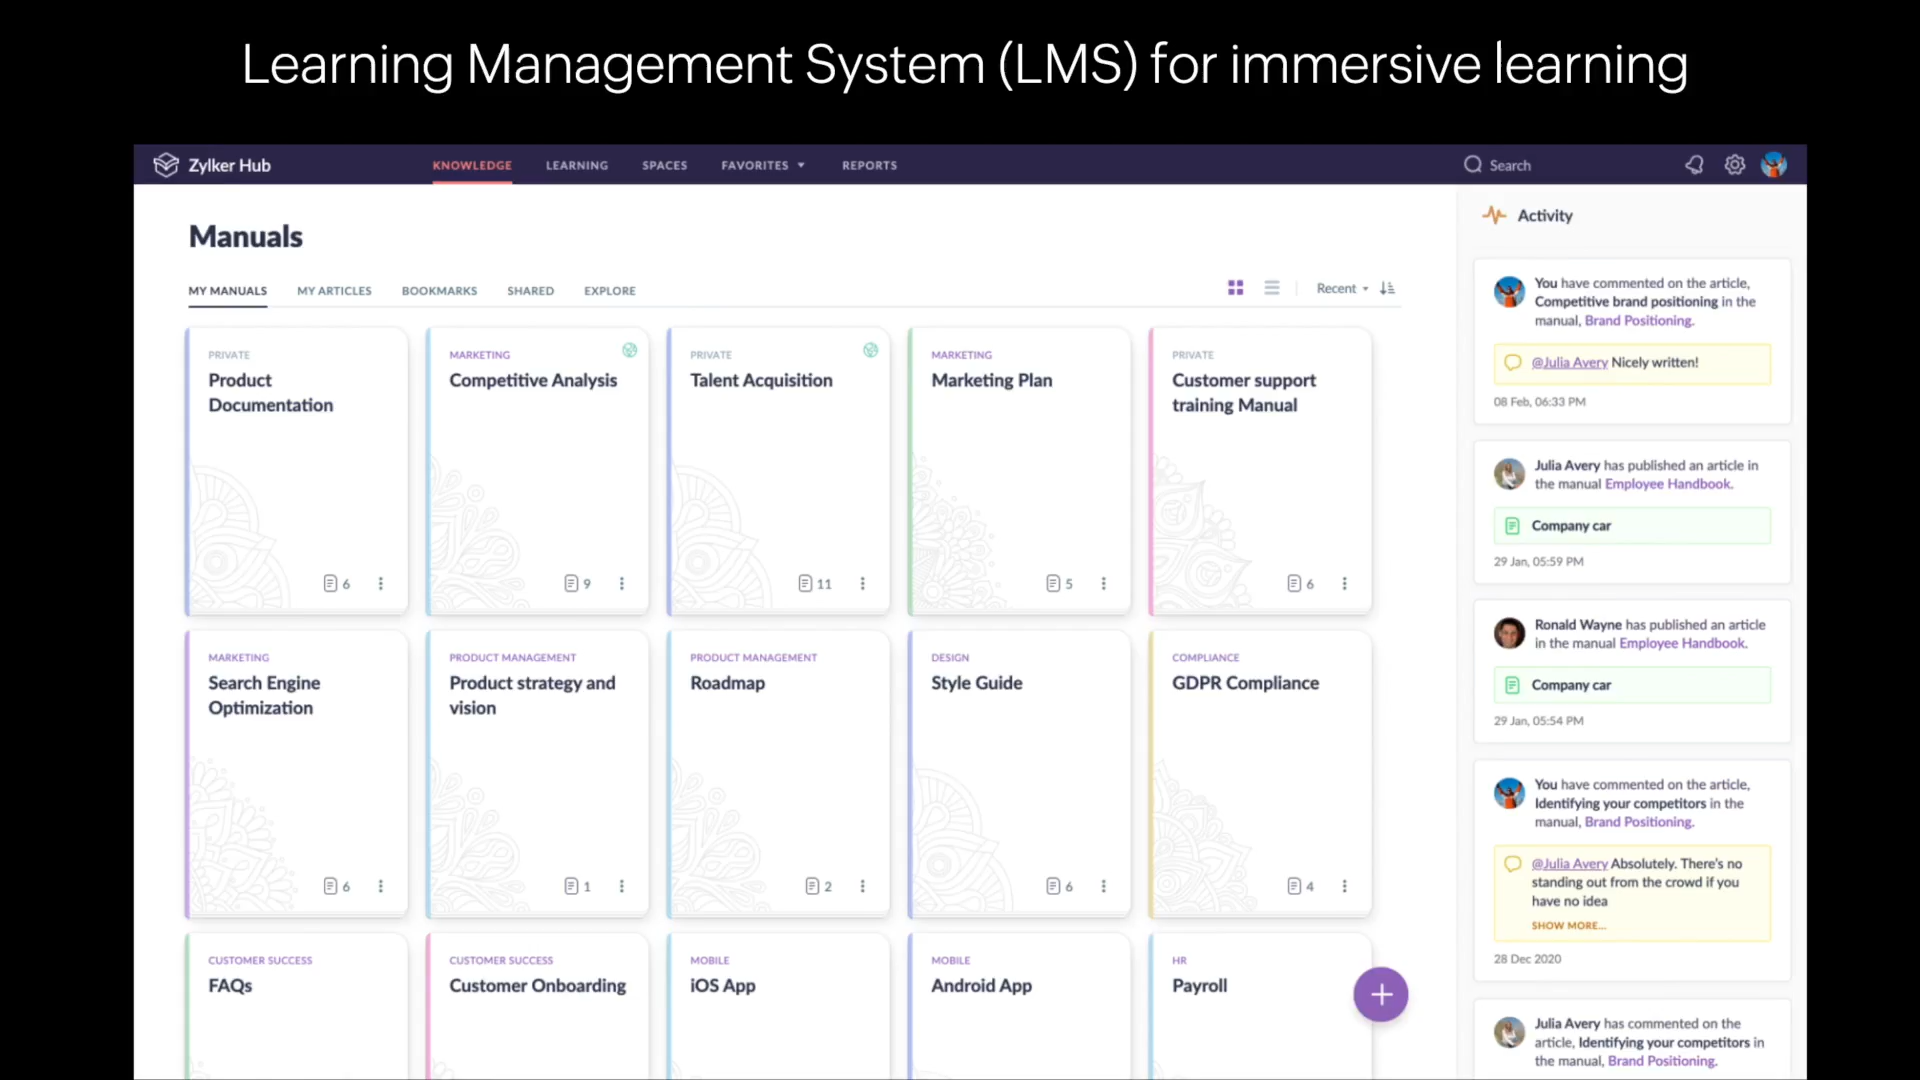 Learning Management System (LMS) for immersive learning
Zylker Hub
KNOWLEDGE
LEARNING
SPACES
FAVORITES
REPORTS
Search
Manuals
MY MANUALS
MY ARTICLES
BOOKMARKS
SHARED
EXPLORE
Recent
PRIVATE
Product
Documentation
6
MARKETING
Competitive Analysis
9
PRIVATE
Talent Acquisition
11
MARKETING
Marketing Plan
5
PRIVATE
Customer support
training Manual
6
MARKETING
Search Engine
Optimization
6
PRODUCT MANAGEMENT
Product strategy and
vision
1
PRODUCT MANAGEMENT
Roadmap
2
DESIGN
Style Guide
6
COMPLIANCE
GDPR Compliance
4
CUSTOMER SUCCESS
FAQs
CUSTOMER SUCCESS
Customer Onboarding
MOBILE
iOS App
MOBILE
Android App
HR
Payroll
Activity
You have commented on the article,
Competitive brand positioning in the
manual, Brand Positioning.
@Julia Avery Nicely written!
08 Feb, 06:33 PM
Julia Avery has published an article in
the manual Employee Handbook.
Company car
29 Jan, 05:59 PM
Ronald Wayne has published an article
in the manual Employee Handbook.
Company car
29 Jan, 05:54 PM
You have commented on the article,
Identifying your competitors in the
manual, Brand Positioning.
@Julia Avery Absolutely. There's no
standing out from the crowd if you
have no idea
SHOW MORE...
28 Dec 2020
Julia Avery has commented on the
article, Identifying your competitors in
the manual, Brand Positioning.